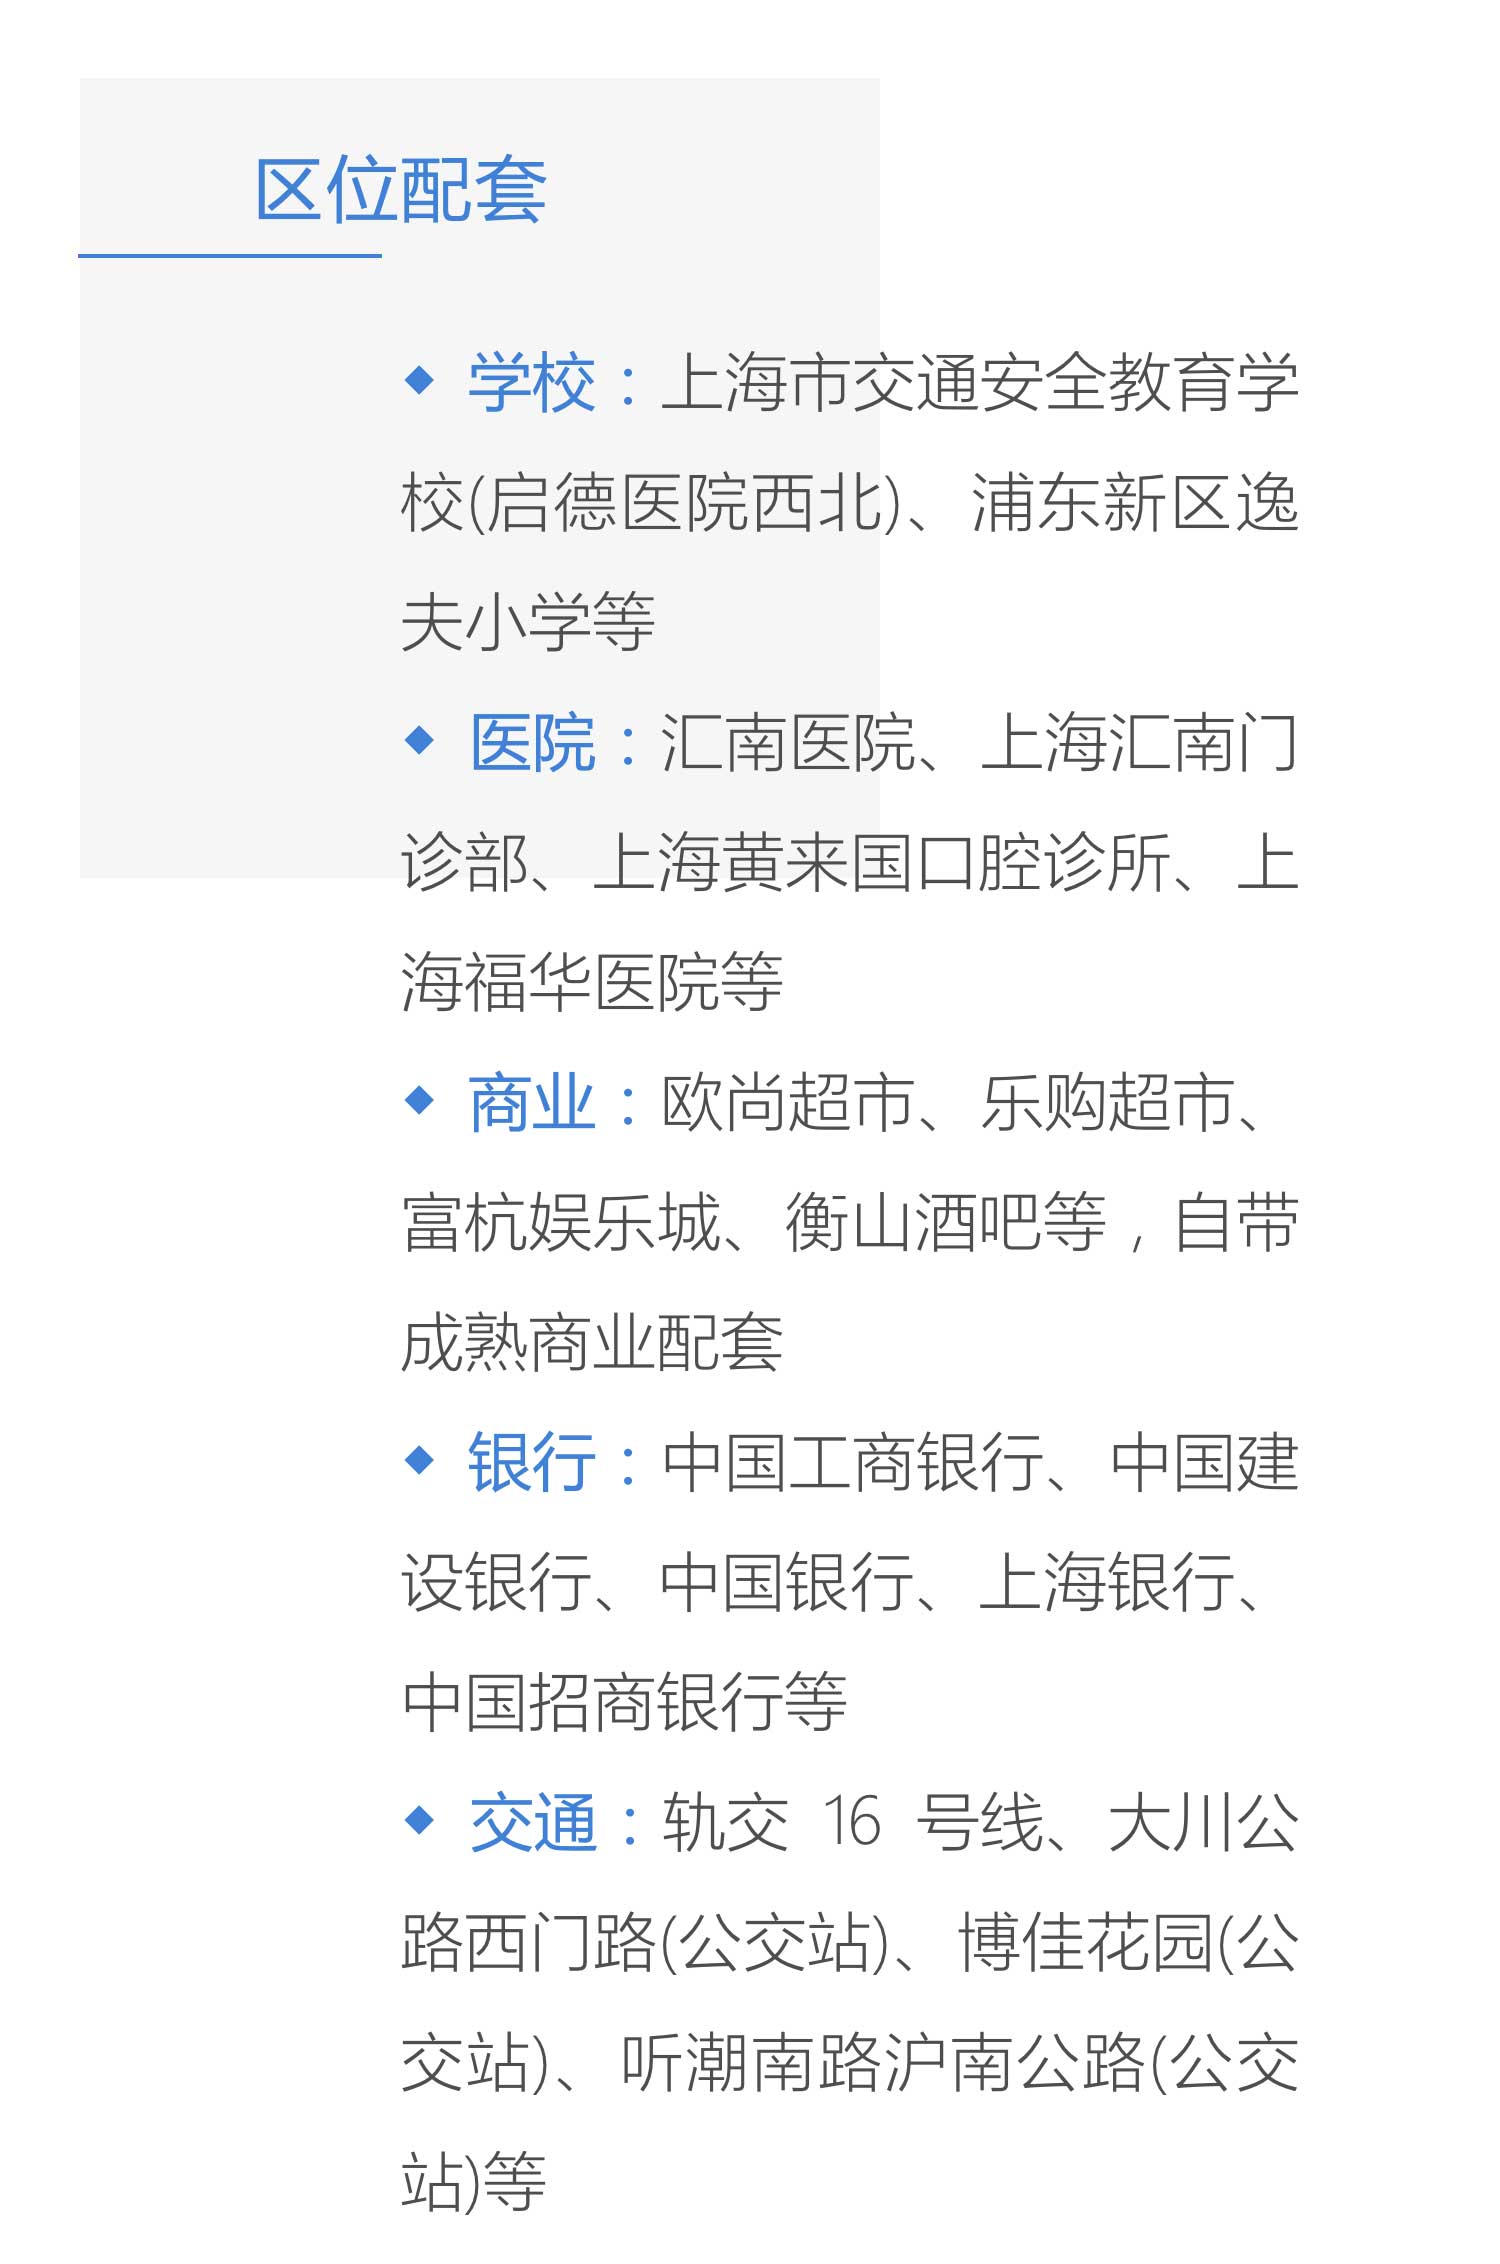 区位配套
◆ 学校：上海市交通安全教育学
校(启德医院西北)、浦东新区逸
夫小学等
◆ 医院：汇南医院、上海汇南门
诊部、上海黄来国口腔诊所、上
海福华医院等
◆ 商业：欧尚超市、乐购超市、
富杭娱乐城、衡山酒吧等，自带
成熟商业配套
◆ 银行：中国工商银行、中国建
设银行、中国银行、上海银行、
中国招商银行等
◆ 交通：轨交 16 号线、大川公
路西门路(公交站)、博佳花园(公
交站)、听潮南路沪南公路(公交
站)等